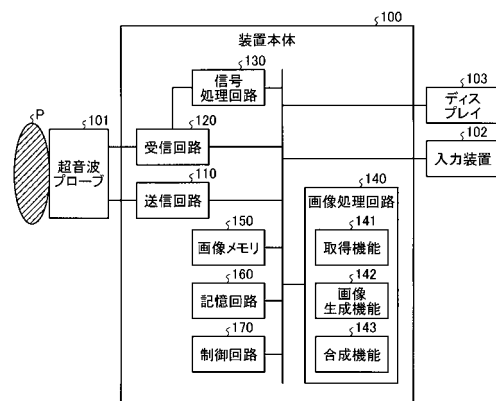 100
装置本体
130
信号
処理回路
103
ディス
プレイ
P
101
超音波
プローブ
120
受信回路
102
入力装置
110
送信回路
140
画像処理回路
150
画像メモリ
141
取得機能
160
記憶回路
142
画像
生成機能
170
制御回路
143
合成機能